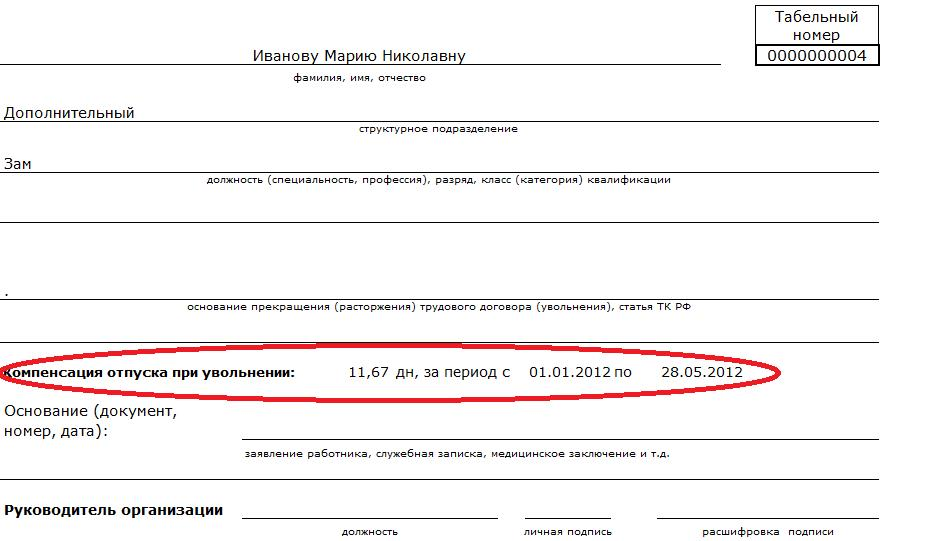 Табельный
номер
Иванову Марию Николавну
0000000004
фамилия, имя, отчество
Дополнительный
структурное подразделение
Зам
должность (специальность, профессия), разряд, класс (категория) квалификации
.
основание прекращения (расторжения) трудового договора (увольнения), статья ТК РФ
Компенсация отпуска при увольнении: 11,67 дн, за период с 01.01.2012 по 28.05.2012
Основание (документ,
номер, дата):
заявление работника, служебная записка, медицинское заключение и т.д.
Руководитель организации
должность личная подпись расшифровка подписи